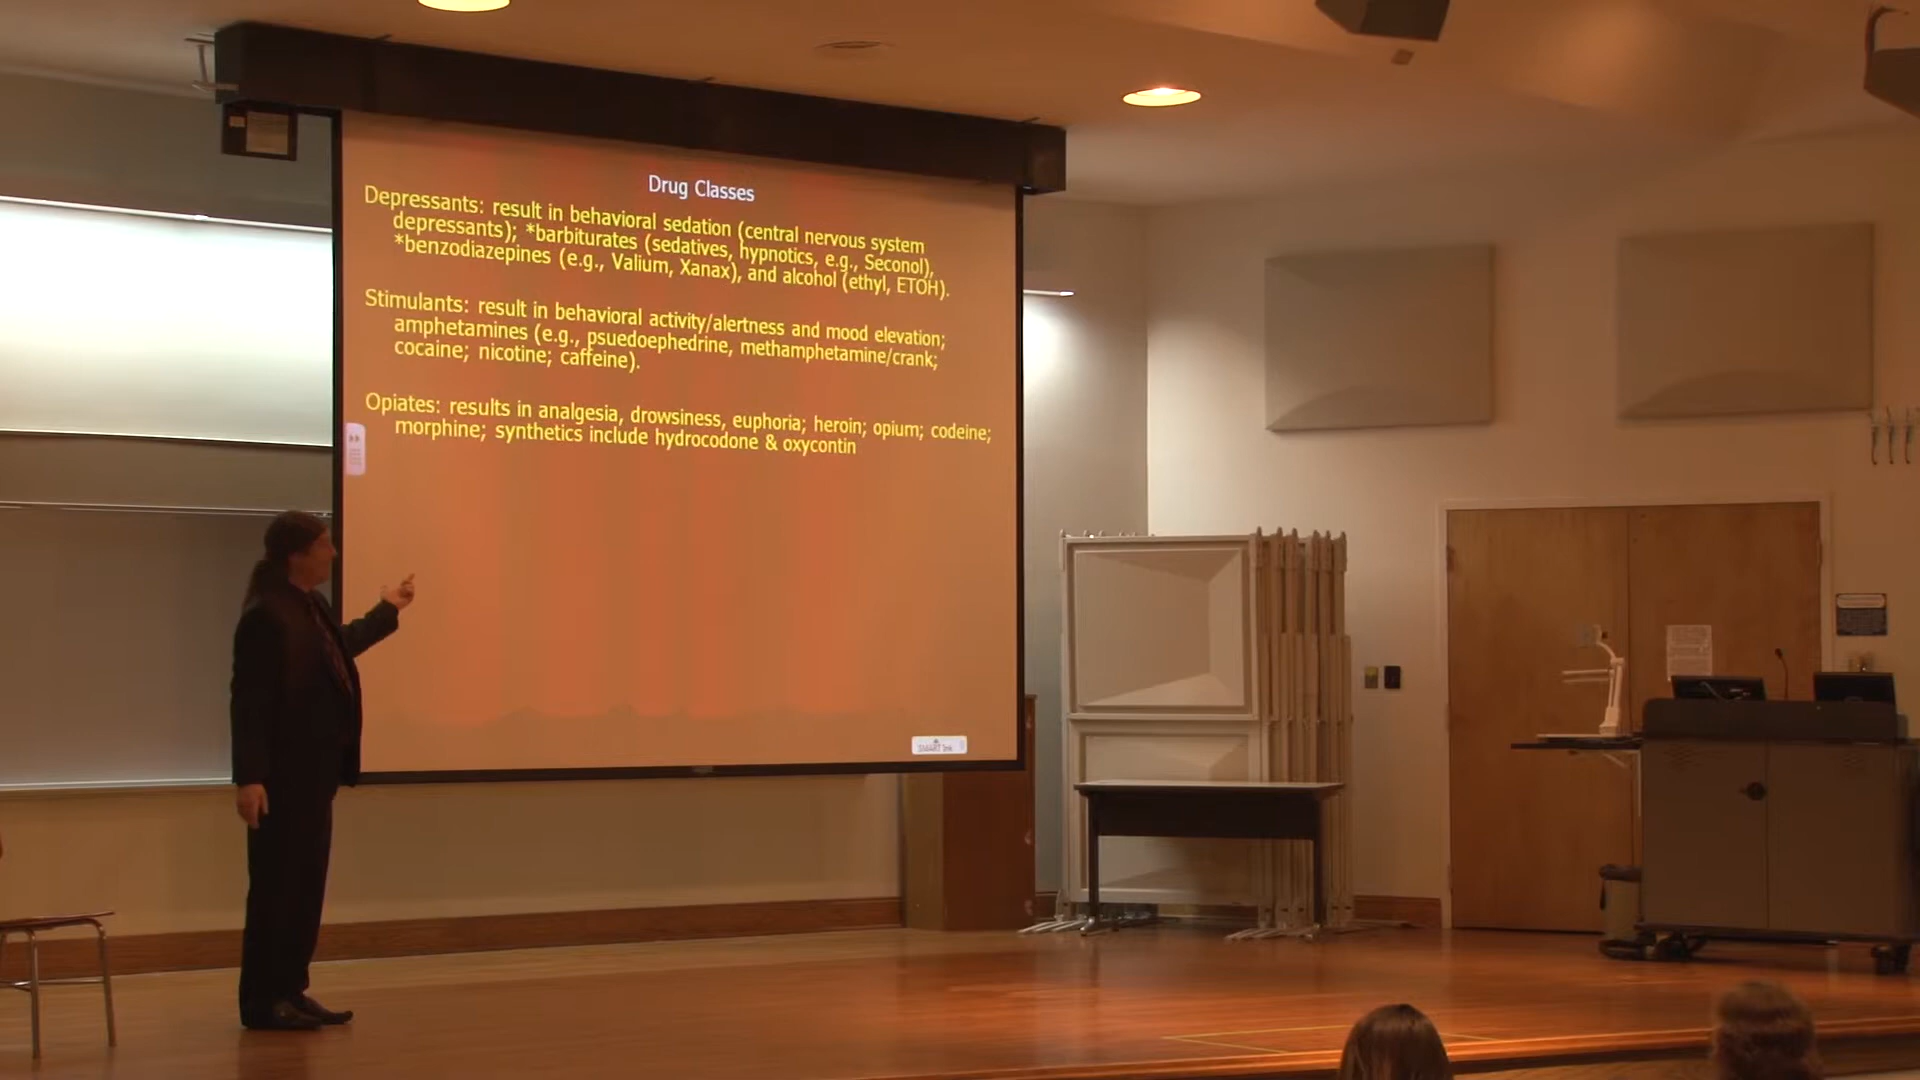 Drug Classes
Depressants: result in behavioral sedation (central nervous system
depressants); *barbiturates (sedatives, hypnotics, e.g., Seconol),
*benzodiazepines (e.g., Valium, Xanax), and alcohol (ethyl, ETOH).
Stimulants: result in behavioral activity/alertness and mood elevation;
amphetamines (e.g., psuedoephedrine, methamphetamine/crank;
cocaine; nicotine; caffeine).
Opiates: results in analgesia, drowsiness, euphoria; heroin; opium; codeine;
morphine; synthetics include hydrocodone & oxycontin
SMART Ink